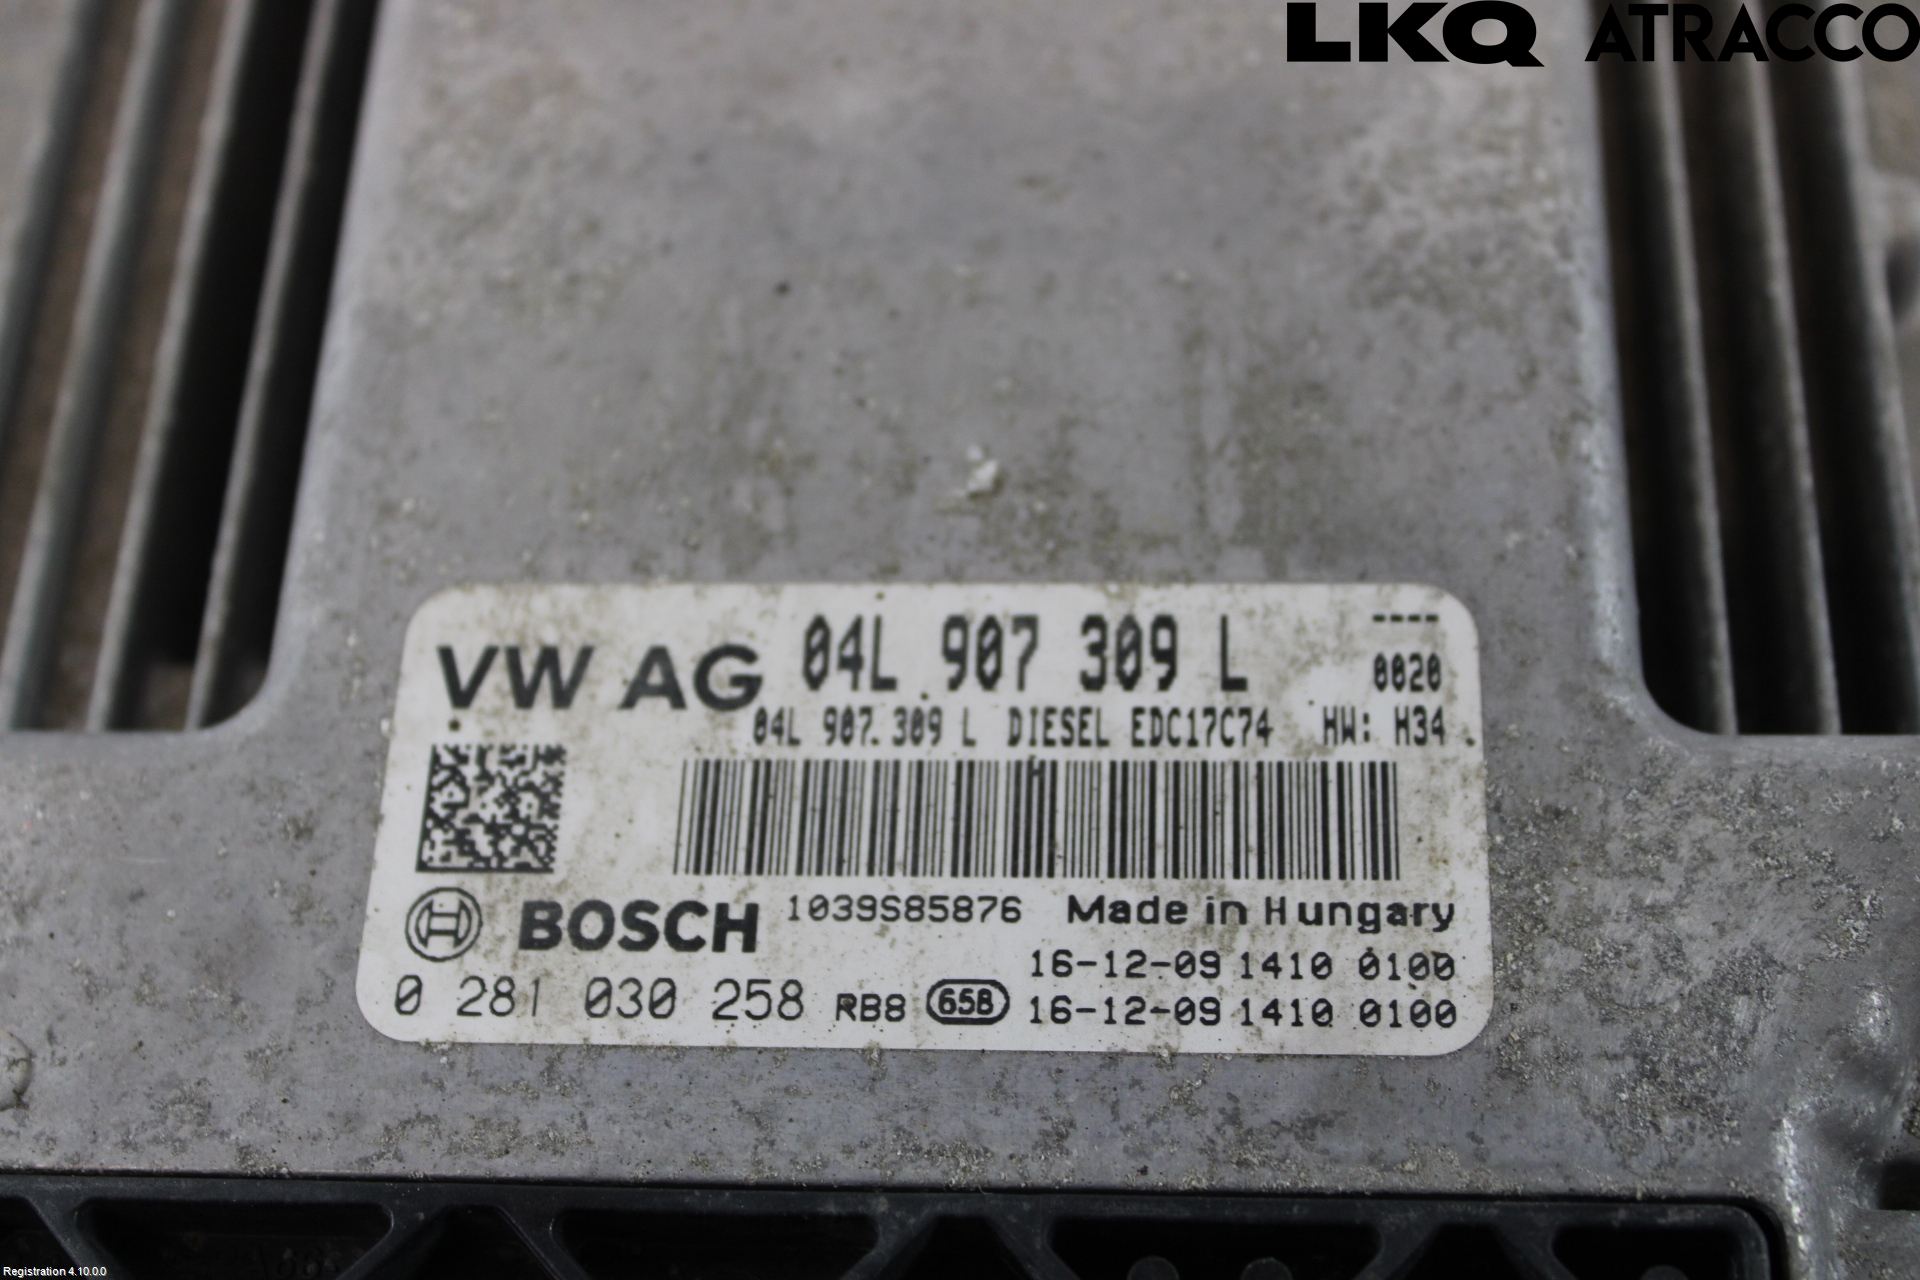 LKQ ATRACCO
VW AG 04L 907 309 L ----
0020
04L 907.309 L DIESEL EDC17C74 HW: H34
BOSCH 1039S85876 Made in Hungary
16-12-09 1410 0100
0 281 030 258 RB8 65B 16-12-09 1410 0100
Registration 4.10.0.0